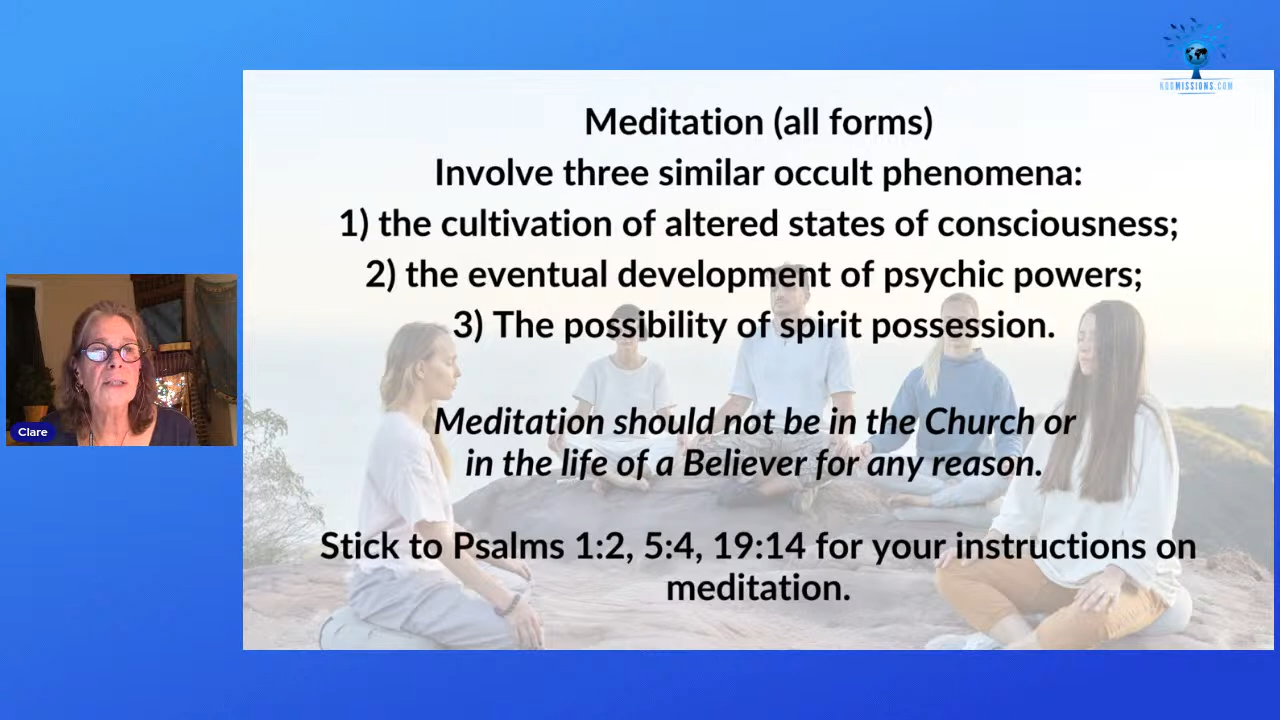 KGGMISSIONS.COM
Meditation (all forms)
Involve three similar occult phenomena:
1) the cultivation of altered states of consciousness;
2) the eventual development of psychic powers;
3) The possibility of spirit possession.
Meditation should not be in the Church or
in the life of a Believer for any reason.
Stick to Psalms 1:2, 5:4, 19:14 for your instructions on
meditation.
Clare